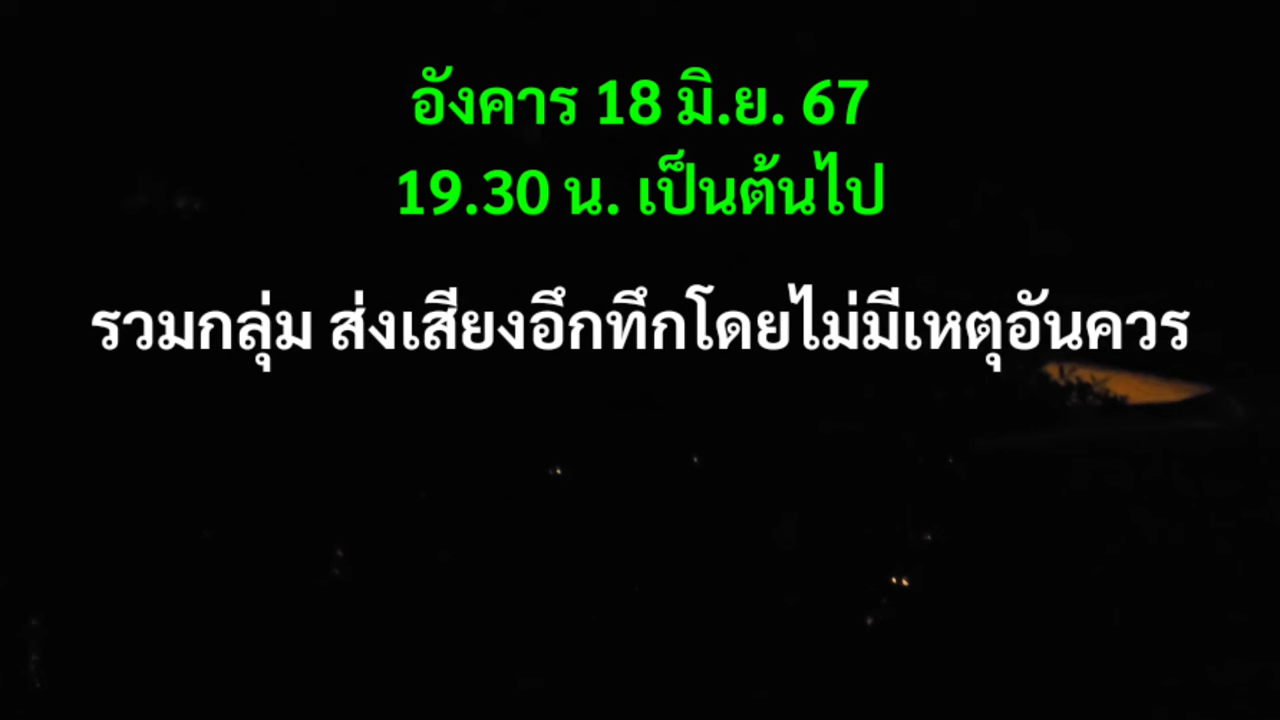 อังคาร 18 มิ.ย. 67
19.30 น. เป็นต้นไป
รวมกลุ่ม ส่งเสียงอึกทึกโดยไม่มีเหตุอันควร